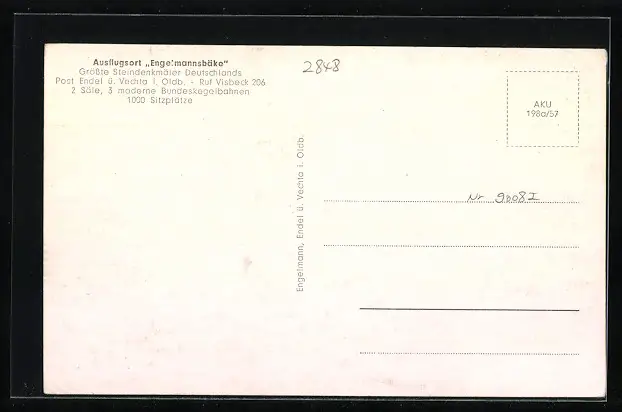 Ausflugsort „Engelmannsbäke“
Größte Steindenkmäler Deutschlands
Post Endel ü. Vechta i. Oldb. - Ruf Visbeck 206
2 Säle, 3 moderne Bundeskegelbahnen
1000 Sitzplätze
2848
AKU
198a/57
Engelmann, Endel ü. Vechta i. Oldb.
Nr 9008I